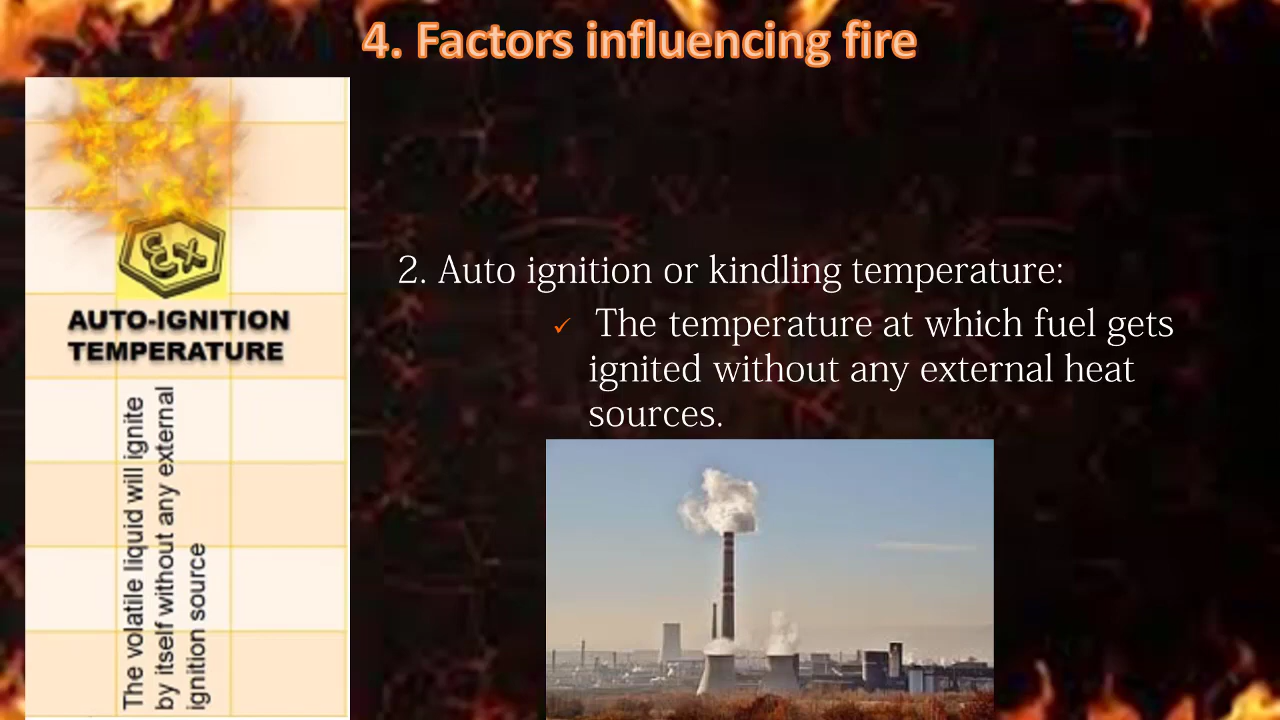 4. Factors influencing fire
Ex
AUTO-IGNITION
TEMPERATURE
The volatile liquid will ignite
by itself without any external
ignition source
2. Auto ignition or kindling temperature:
✓ The temperature at which fuel gets
ignited without any external heat
sources.